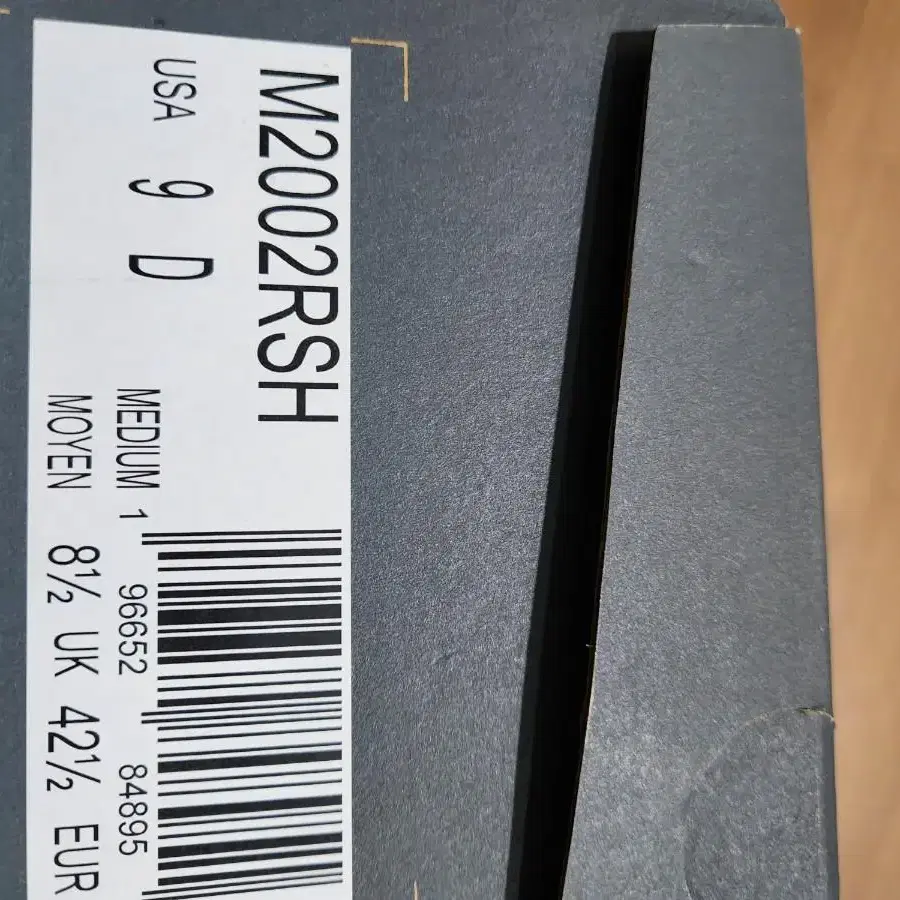 M2002RSH
USA 9 D
MEDIUM 1 96652 84895
MOYEN 8½ UK 42½ EUR